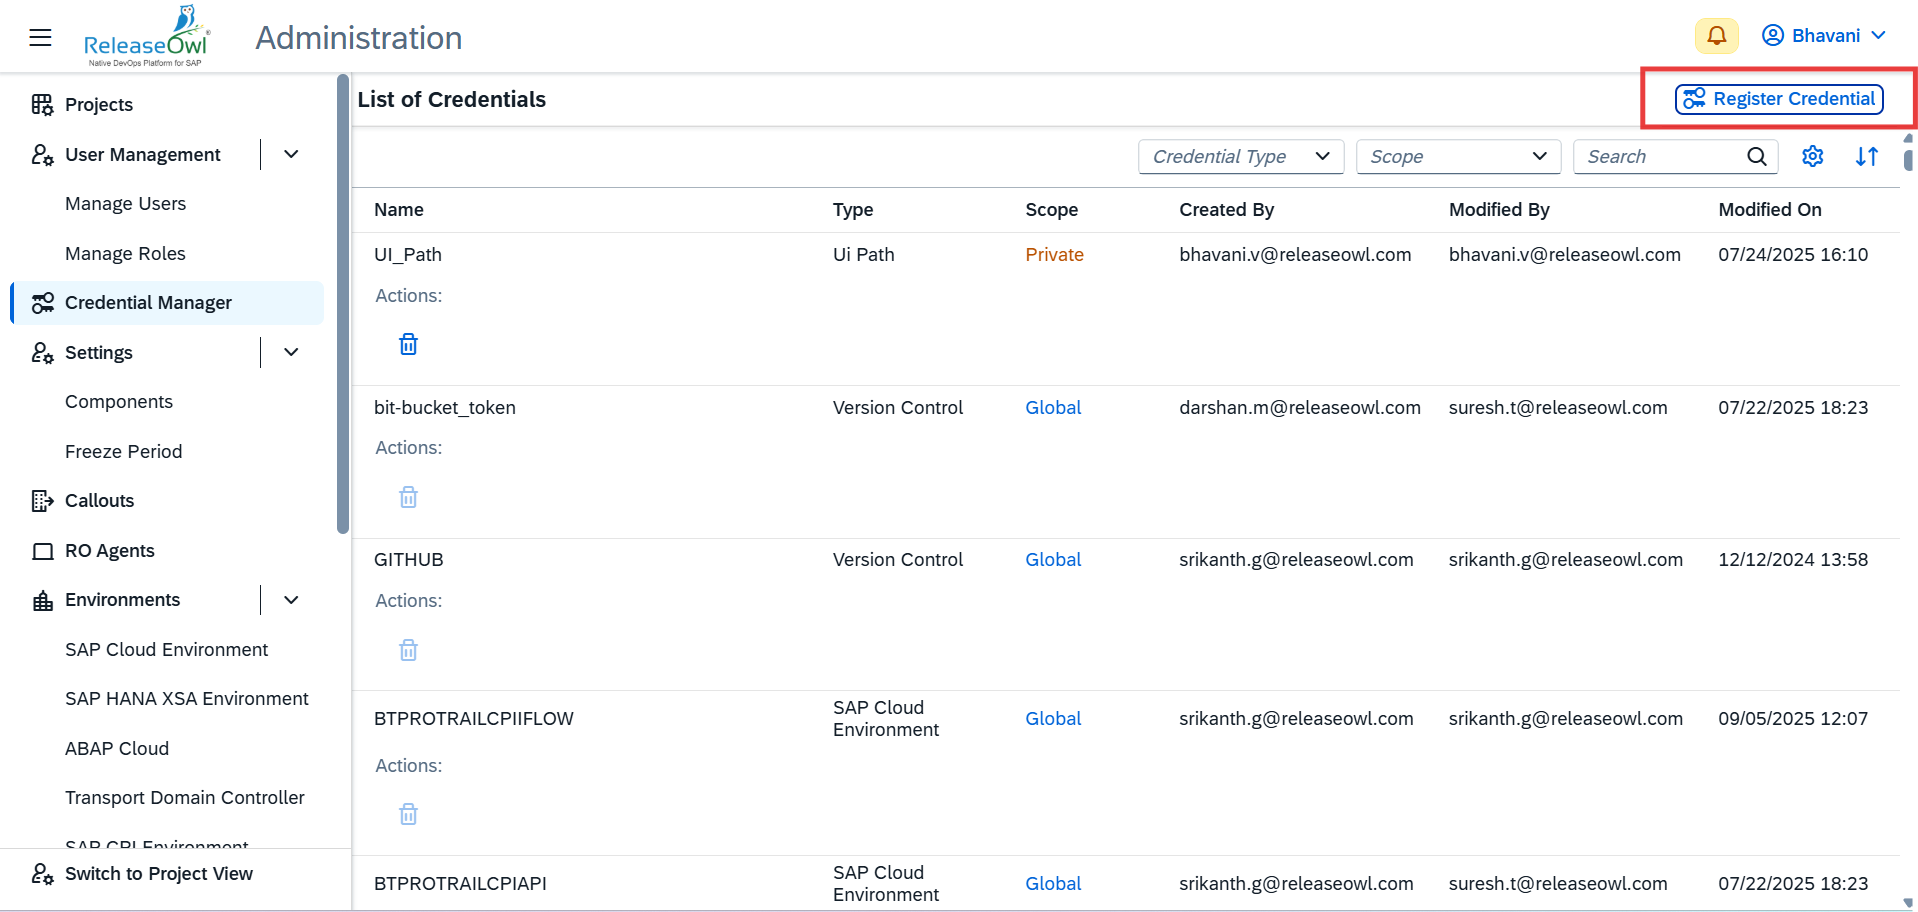 ReleaseOwl
Native DevOps Platform for SAP
Administration
Bhavani
Projects
User Management
Manage Users
Manage Roles
Credential Manager
Settings
Components
Freeze Period
Callouts
RO Agents
Environments
SAP Cloud Environment
SAP HANA XSA Environment
ABAP Cloud
Transport Domain Controller
SAP CPI Environment
Switch to Project View
List of Credentials
Register Credential
Credential Type
Scope
Search
Name Type Scope Created By Modified By Modified On
UI_Path Ui Path Private bhavani.v@releaseowl.com bhavani.v@releaseowl.com 07/24/2025 16:10
Actions:
bit-bucket_token Version Control Global darshan.m@releaseowl.com suresh.t@releaseowl.com 07/22/2025 18:23
Actions:
GITHUB Version Control Global srikanth.g@releaseowl.com srikanth.g@releaseowl.com 12/12/2024 13:58
Actions:
BTPROTRAILCPIIFLOW SAP Cloud Environment Global srikanth.g@releaseowl.com srikanth.g@releaseowl.com 09/05/2025 12:07
Actions:
BTPROTRAILCPIAPI SAP Cloud Environment Global srikanth.g@releaseowl.com suresh.t@releaseowl.com 07/22/2025 18:23